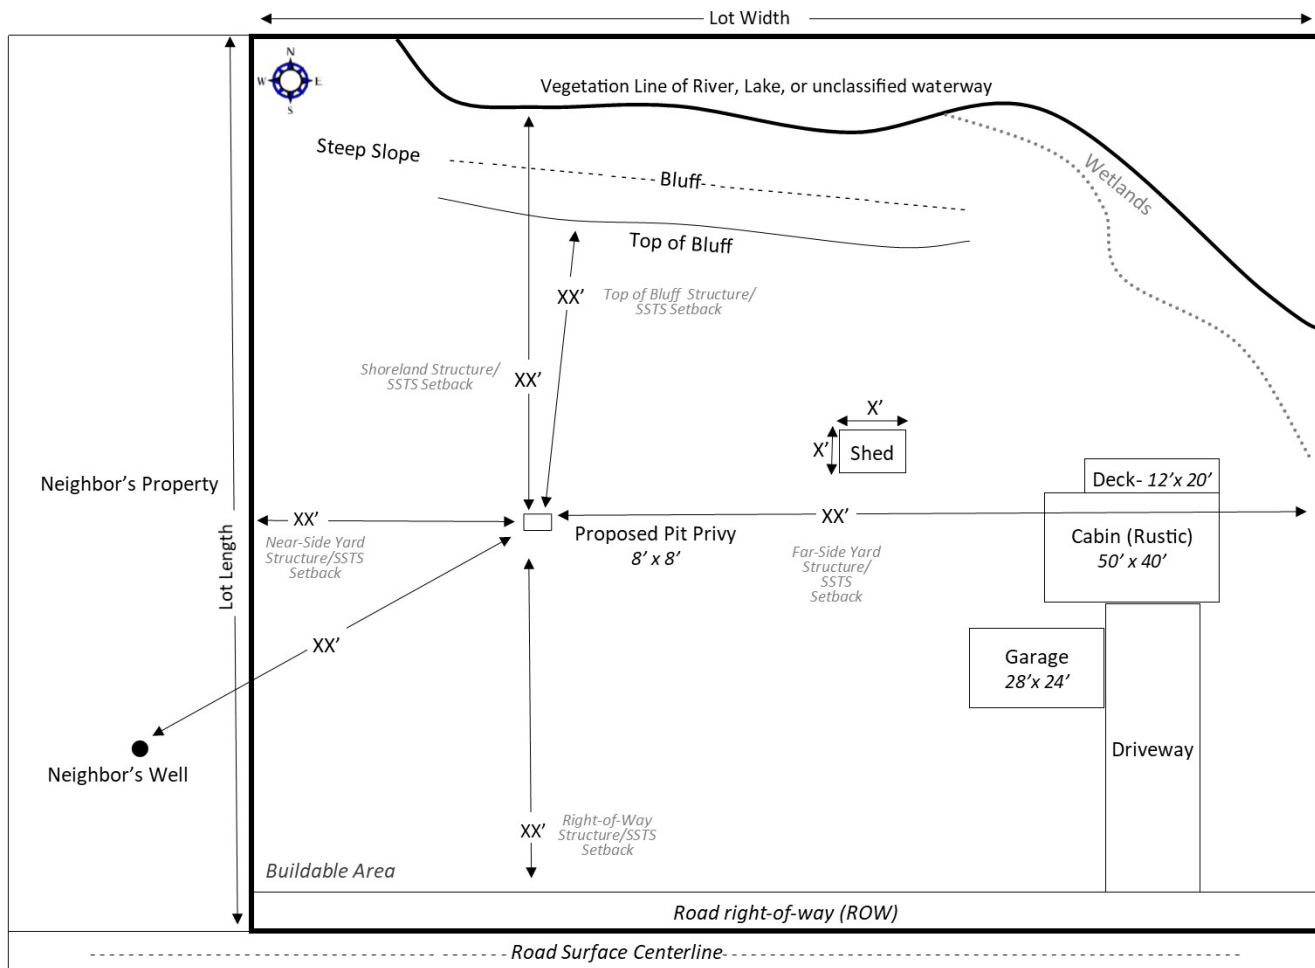 Lot Width
N
W
E
S
Vegetation Line of River, Lake, or unclassified waterway
Steep Slope
Bluff
Wetlands
Top of Bluff
XX’
Top of Bluff Structure/
SSTS Setback
Shoreland Structure/
SSTS Setback
XX’
X’
X’
Shed
Neighbor’s Property
Deck- 12’x 20’
XX’
XX’
Near-Side Yard
Structure/SSTS
Setback
Proposed Pit Privy
8’ x 8’
Far-Side Yard
Structure/
SSTS
Setback
Cabin (Rustic)
50’ x 40’
Lot Length
XX’
Garage
28’x 24’
Neighbor’s Well
Driveway
XX’
Right-of-Way
Structure/SSTS
Setback
Buildable Area
Road right-of-way (ROW)
Road Surface Centerline